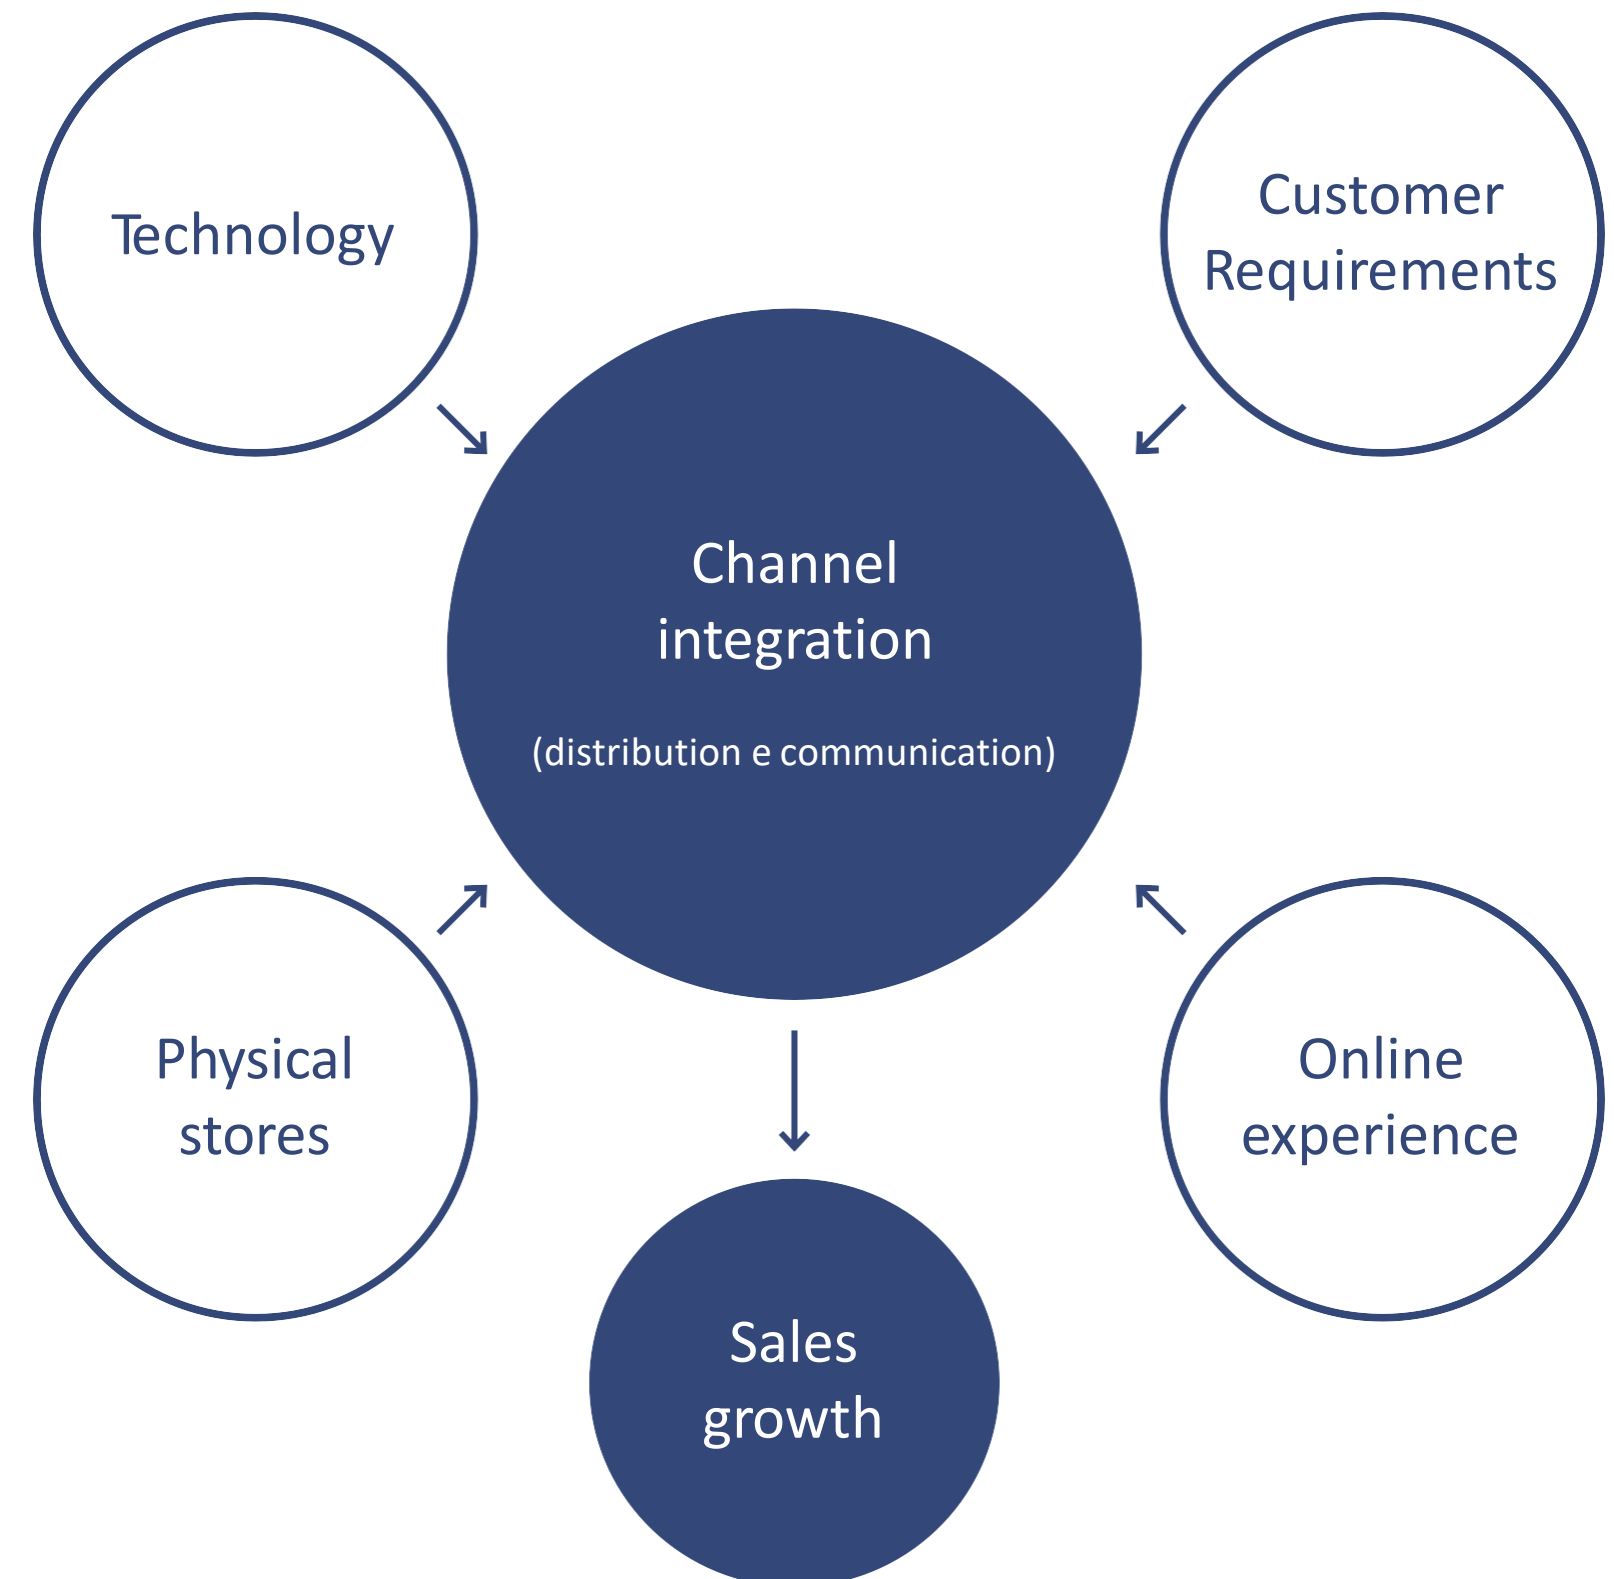 Technology
Customer
Requirements
Channel
integration
(distribution e communication)
Physical
stores
Online
experience
Sales
growth